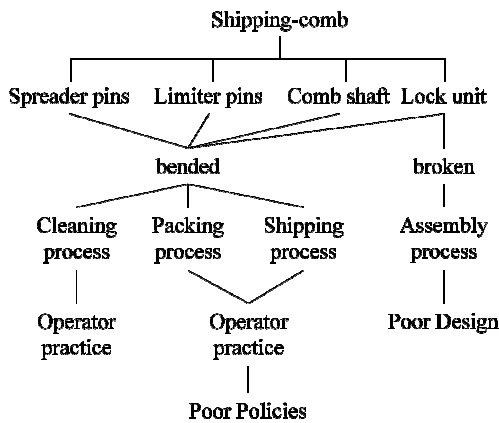 Shipping-comb
Spreader pins Limiter pins Comb shaft Lock unit
bended broken
Cleaning Packing Shipping Assembly
process process process process
Operator Operator Poor Design
practice practice
Poor Policies